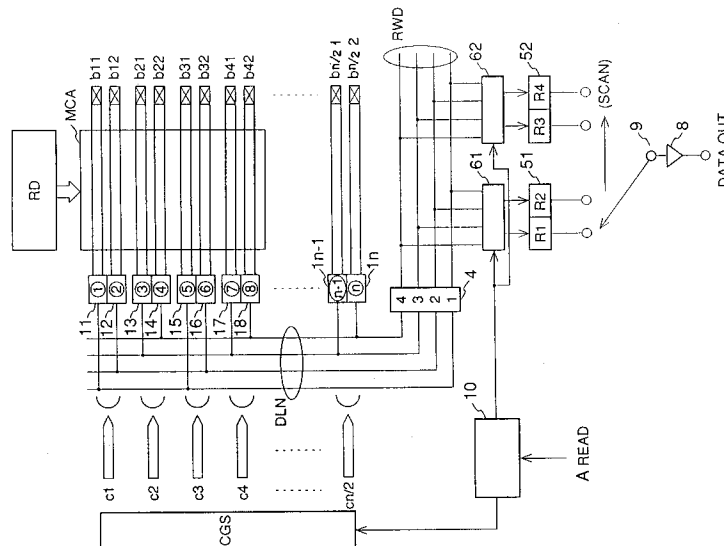 RD
MCA
b11
b12
b21
b22
b31
b32
b41
b42
bn/2 1
bn/2 2
11
12
13
14
15
16
17
18
1n-1
1n
①
②
③
④
⑤
⑥
⑦
⑧
n-1
n
DLN
RWD
4
3
2
1
4
61
62
51
52
R1
R2
R3
R4
(SCAN)
9
8
DATA OUT
c1
c2
c3
c4
cn/2
CGS
10
A READ